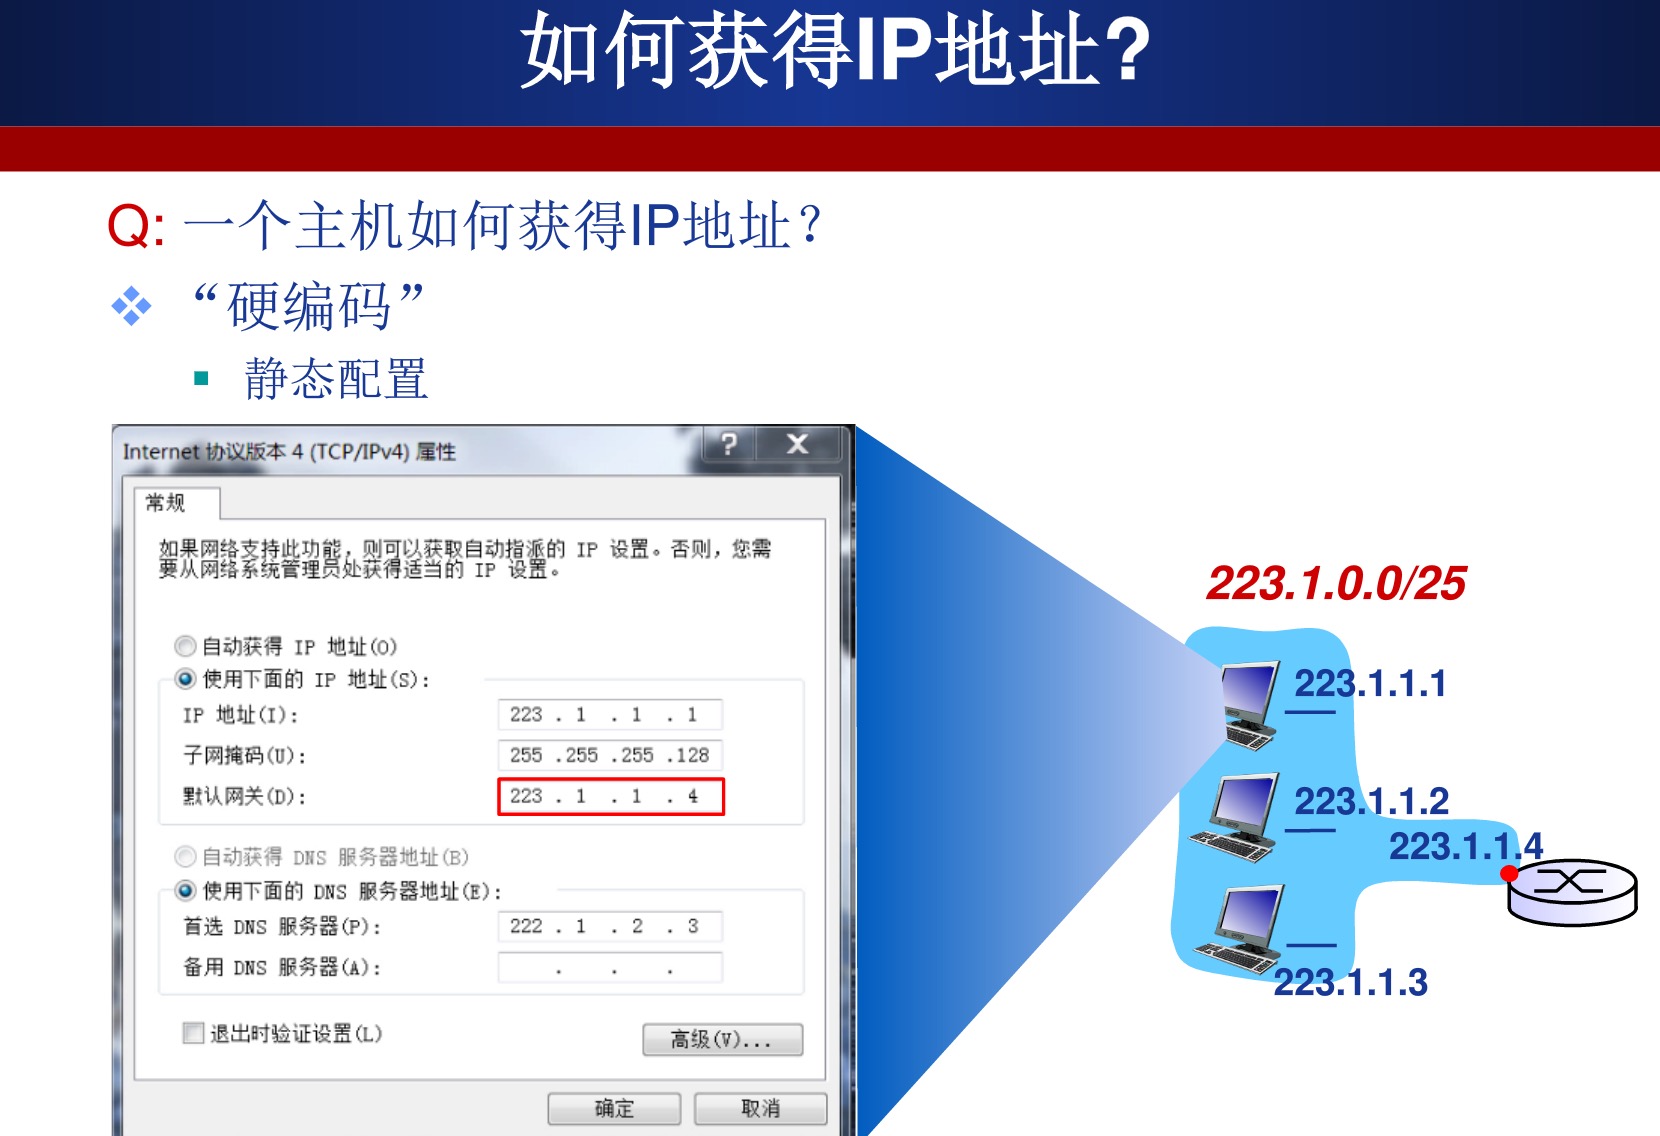 如何获得IP地址?
Q: 一个主机如何获得IP地址？
“硬编码”
静态配置
Internet 协议版本 4 (TCP/IPv4) 属性
常规
如果网络支持此功能，则可以获取自动指派的 IP 设置。否则，您需
要从网络系统管理员处获得适当的 IP 设置。
自动获得 IP 地址(O)
使用下面的 IP 地址(S):
IP 地址(I): 223 . 1 . 1 . 1
子网掩码(U): 255 .255 .255 .128
默认网关(D): 223 . 1 . 1 . 4
自动获得 DNS 服务器地址(B)
使用下面的 DNS 服务器地址(E):
首选 DNS 服务器(P): 222 . 1 . 2 . 3
备用 DNS 服务器(A): . . .
退出时验证设置(L)
高级(V)...
确定 取消
223.1.0.0/25
223.1.1.1
223.1.1.2
223.1.1.4
223.1.1.3